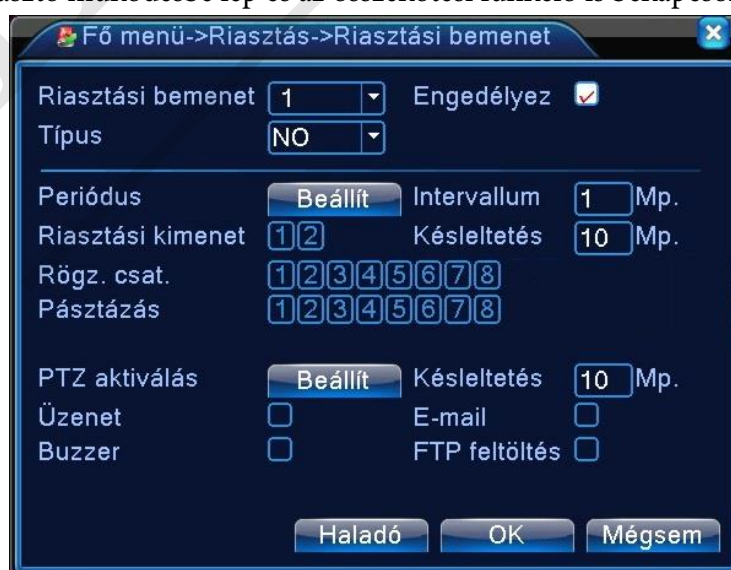 Fő menü->Riasztás->Riasztási bemenet
Riasztási bemenet 1 Engedélyez
Típus NO
Periódus Beállít Intervallum 1 Mp.
Riasztási kimenet 1 2 Késleltetés 10 Mp.
Rögz. csat. 1 2 3 4 5 6 7 8
Pásztázás 1 2 3 4 5 6 7 8
PTZ aktiválás Beállít Késleltetés 10 Mp.
Üzenet E-mail
Buzzer FTP feltöltés
Haladó OK Mégsem